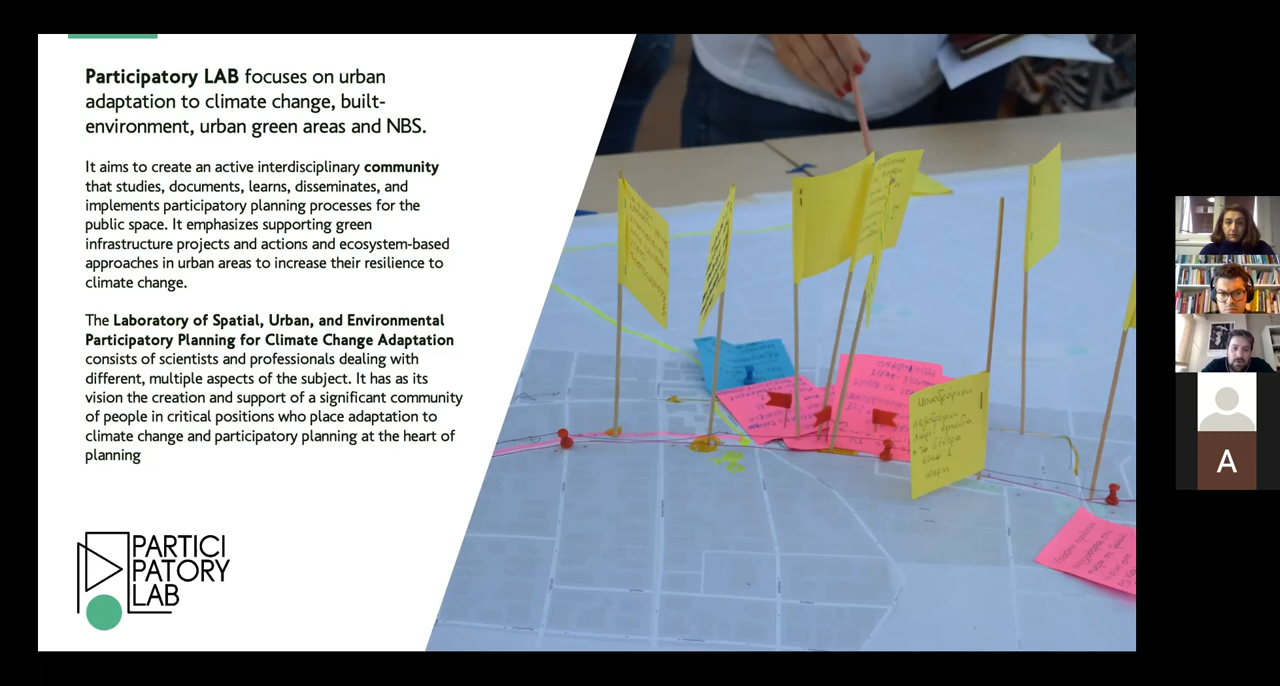 Participatory LAB focuses on urban
adaptation to climate change, built-
environment, urban green areas and NBS.
It aims to create an active interdisciplinary community
that studies, documents, learns, disseminates, and
implements participatory planning processes for the
public space. It emphasizes supporting green
infrastructure projects and actions and ecosystem-based
approaches in urban areas to increase their resilience to
climate change.
The Laboratory of Spatial, Urban, and Environmental
Participatory Planning for Climate Change Adaptation
consists of scientists and professionals dealing with
different, multiple aspects of the subject. It has as its
vision the creation and support of a significant community
of people in critical positions who place adaptation to
climate change and participatory planning at the heart of
planning
PARTICI
PATORY
LAB
A